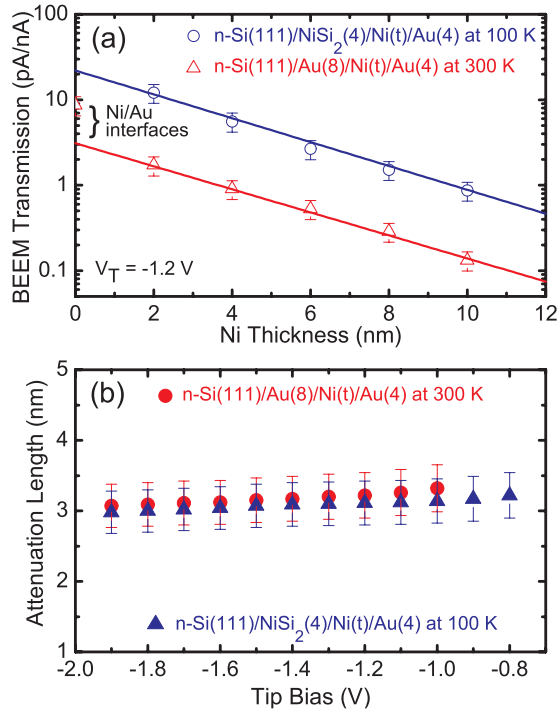 (a)
n-Si(111)/NiSi₂(4)/Ni(t)/Au(4) at 100 K
n-Si(111)/Au(8)/Ni(t)/Au(4) at 300 K
BEEM Transmission (pA/nA)
100
10
1
0.1
} Ni/Au
interfaces
V_T = -1.2 V
0 2 4 6 8 10 12
Ni Thickness (nm)
(b)
n-Si(111)/Au(8)/Ni(t)/Au(4) at 300 K
Attenuation Length (nm)
5
4
3
2
1
n-Si(111)/NiSi₂(4)/Ni(t)/Au(4) at 100 K
-2.0 -1.8 -1.6 -1.4 -1.2 -1.0 -0.8
Tip Bias (V)